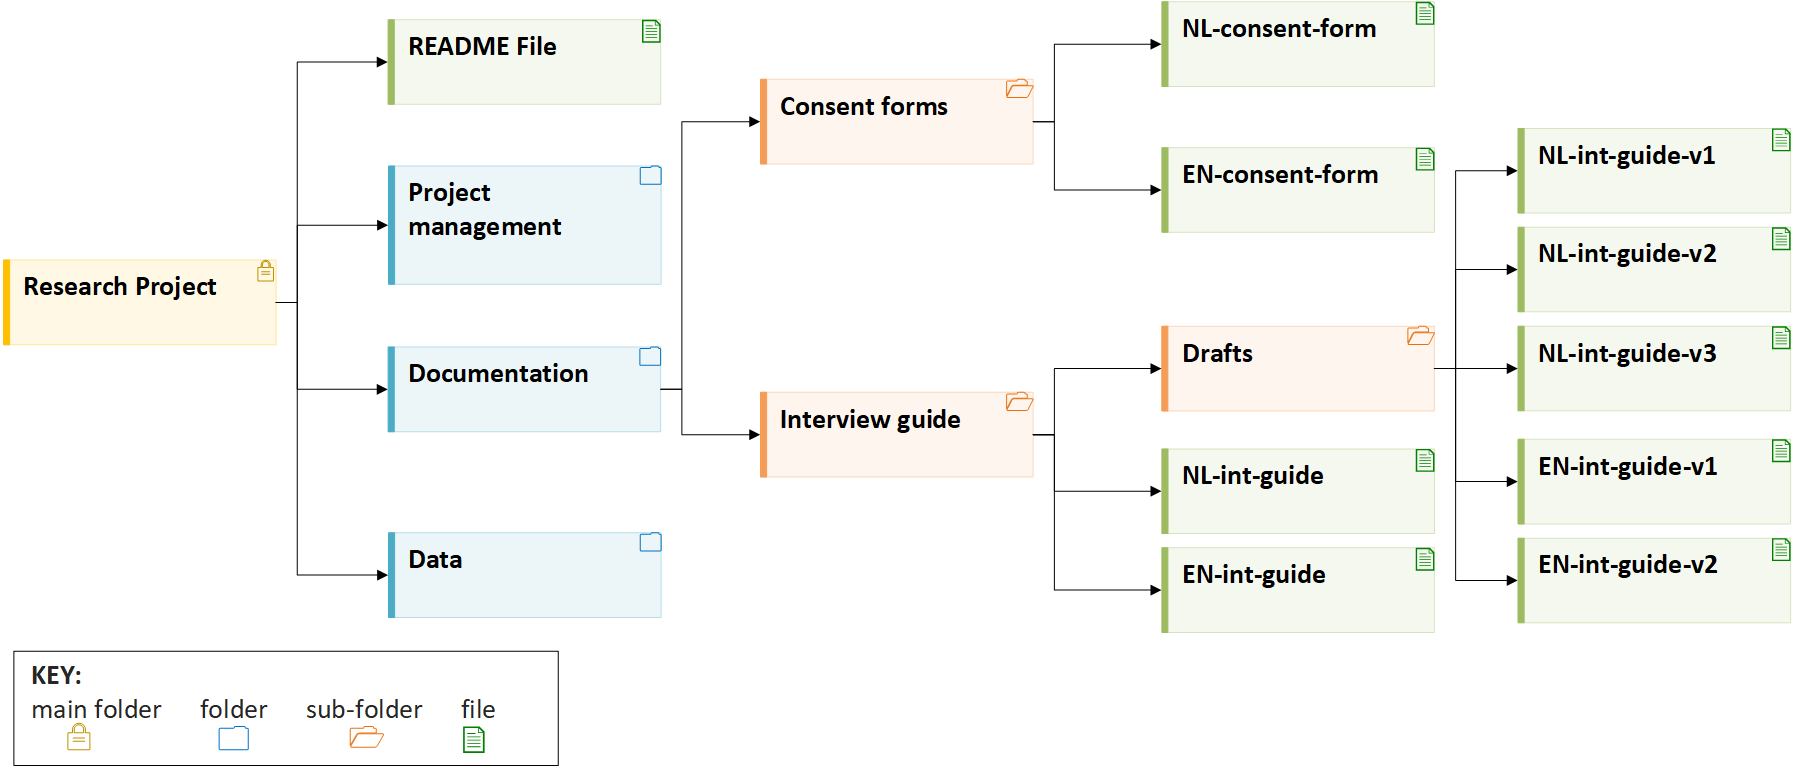 Research Project
README File
Project
management
Documentation
Data
Consent forms
Interview guide
NL-consent-form
EN-consent-form
Drafts
NL-int-guide
EN-int-guide
NL-int-guide-v1
NL-int-guide-v2
NL-int-guide-v3
EN-int-guide-v1
EN-int-guide-v2
KEY:
main folder folder sub-folder file